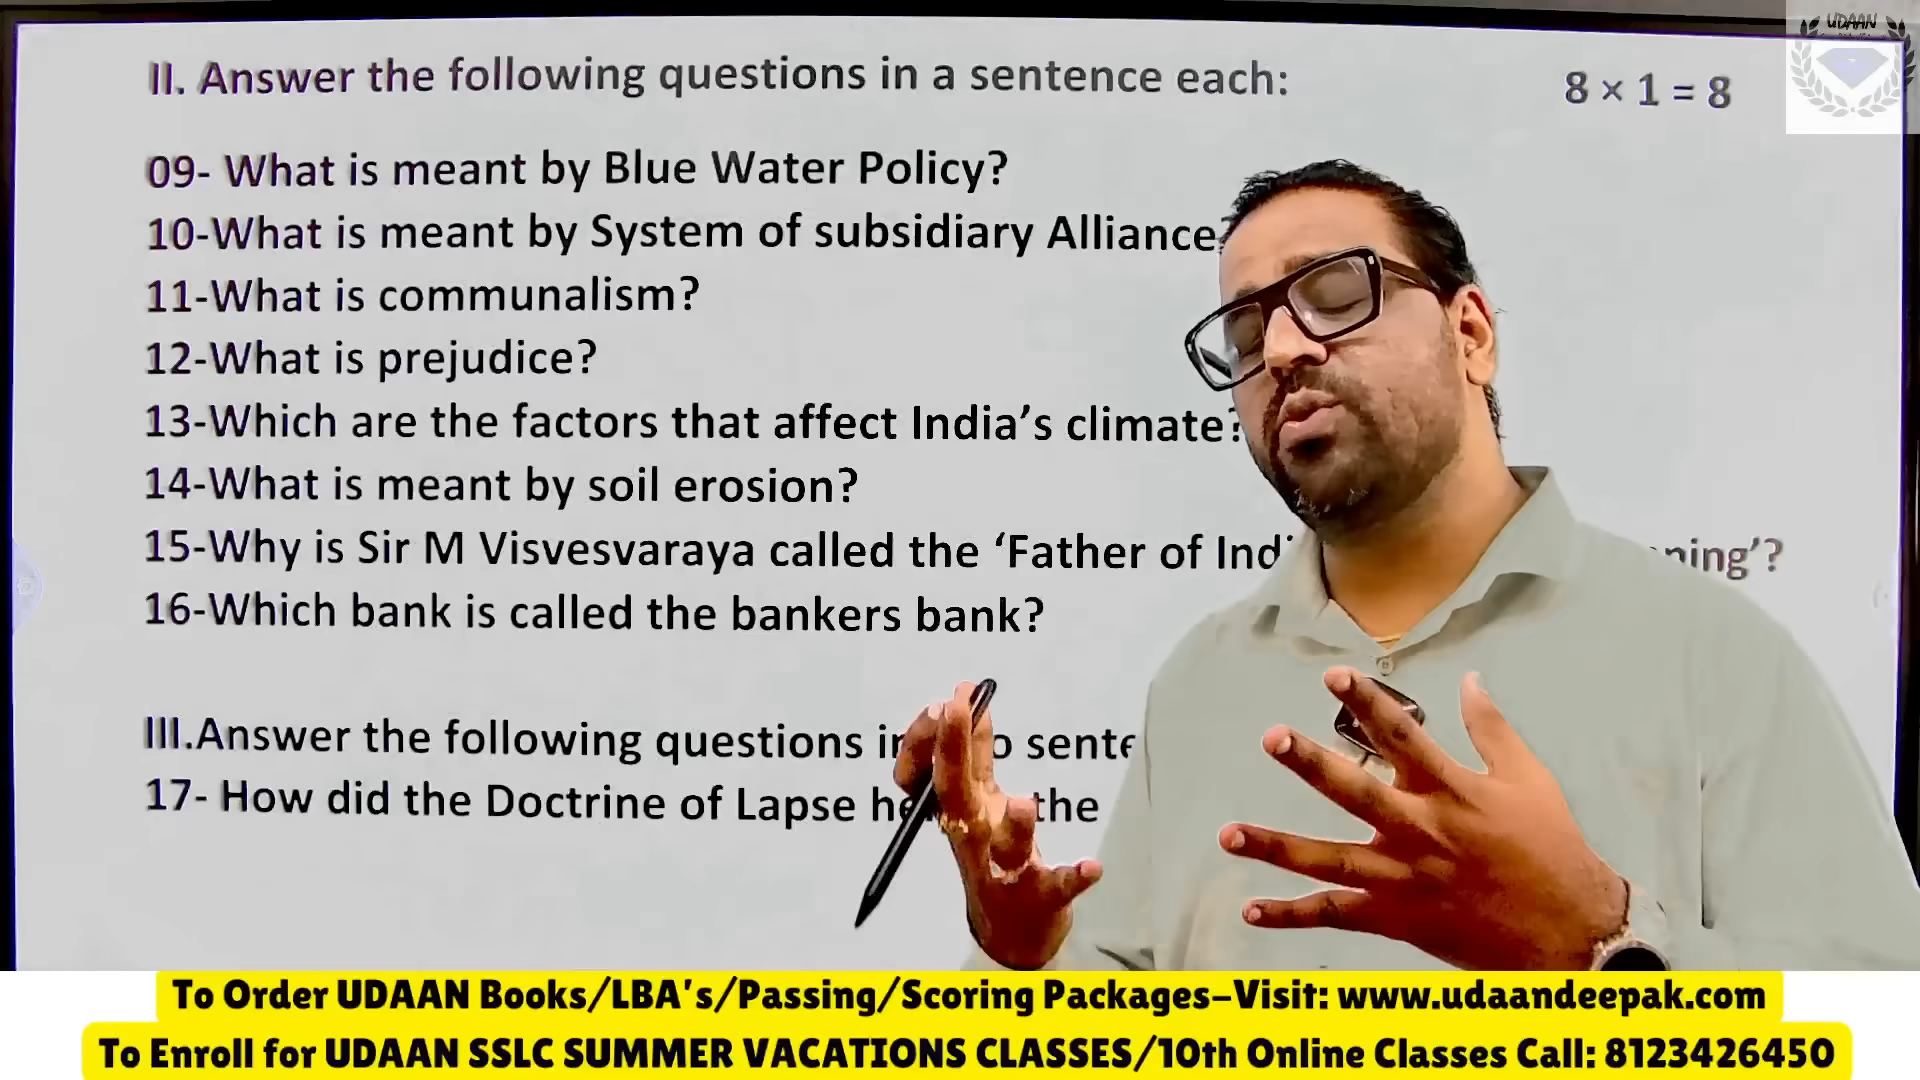 UDAAN
II. Answer the following questions in a sentence each: 8 × 1 = 8
09- What is meant by Blue Water Policy?
10-What is meant by System of subsidiary Alliance
11-What is communalism?
12-What is prejudice?
13-Which are the factors that affect India's climate?
14-What is meant by soil erosion?
15-Why is Sir M Visvesvaraya called the ‘Father of
16-Which bank is called the bankers bank?
III.Answer the following questions
17- How did the Doctrine of Lapse the
To Order UDAAN Books/LBA's/Passing/Scoring Packages-Visit: www.udaandeepak.com
To Enroll for UDAAN SSLC SUMMER VACATIONS CLASSES/10th Online Classes Call: 8123426450